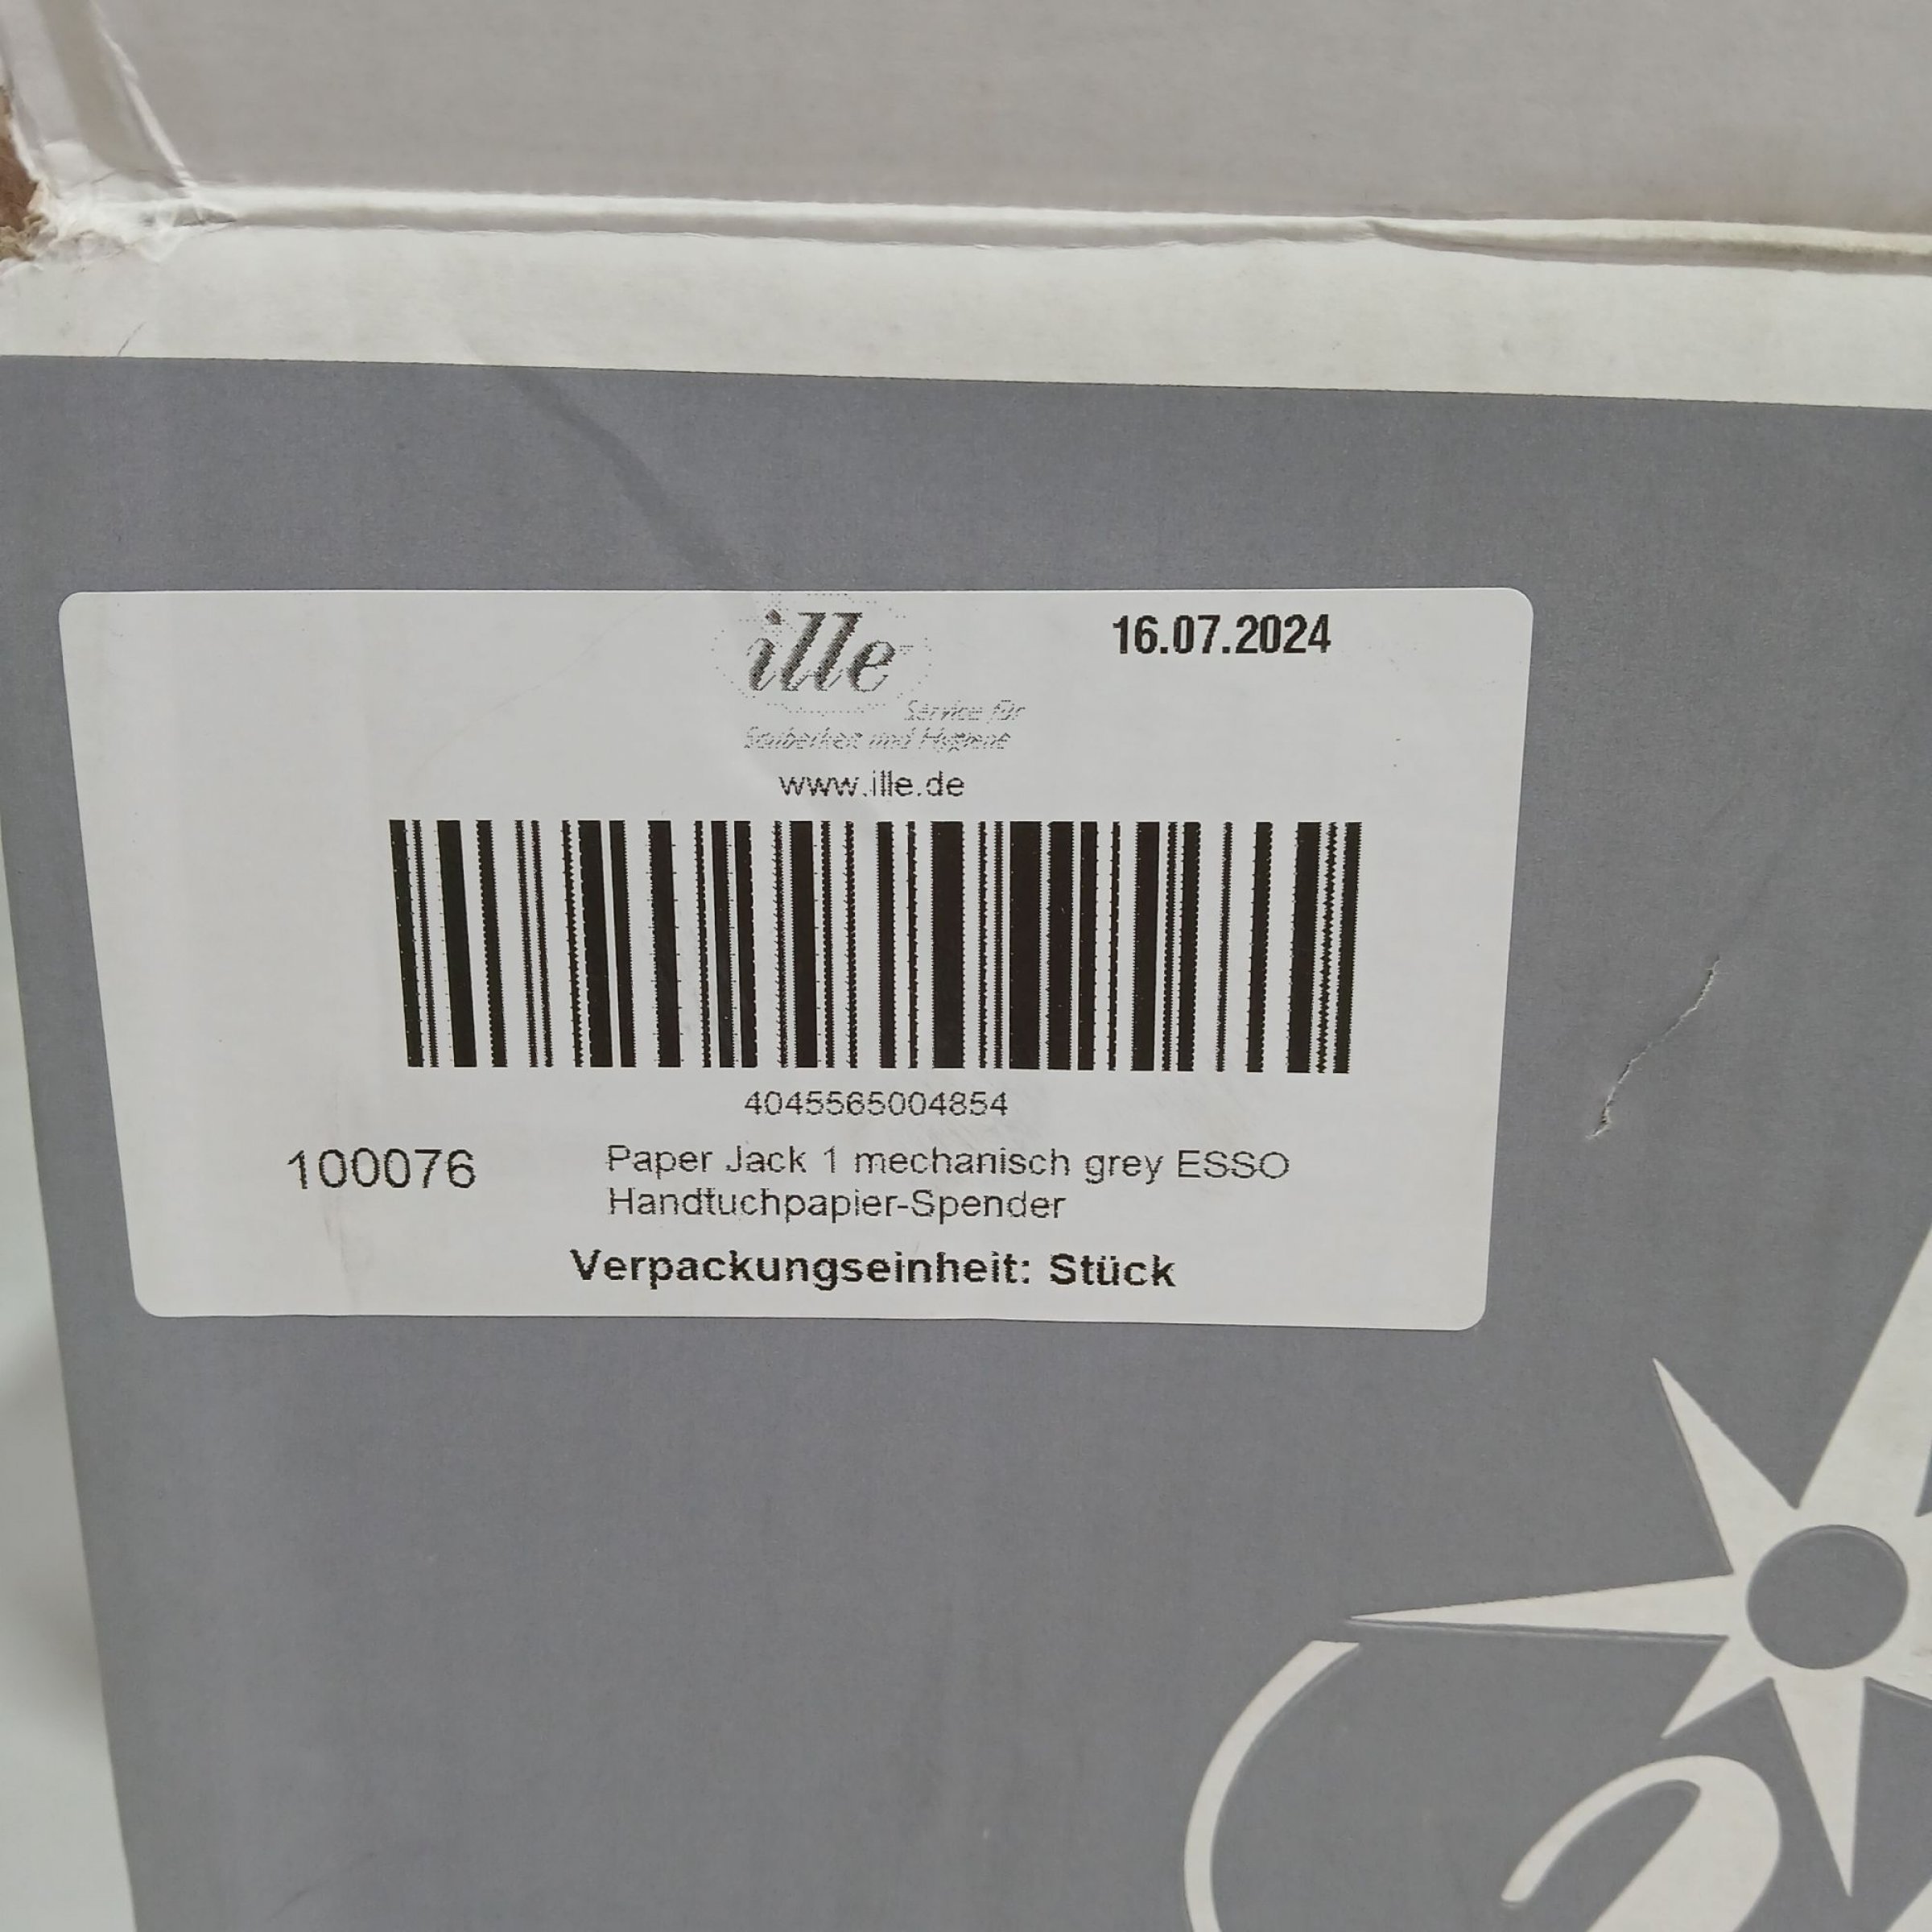 ille
16.07.2024
Service für
Sauberkeit und Hygiene
www.ille.de
4045565004854
100076
Paper Jack 1 mechanisch grey ESSO
Handtuchpapier-Spender
Verpackungseinheit: Stück